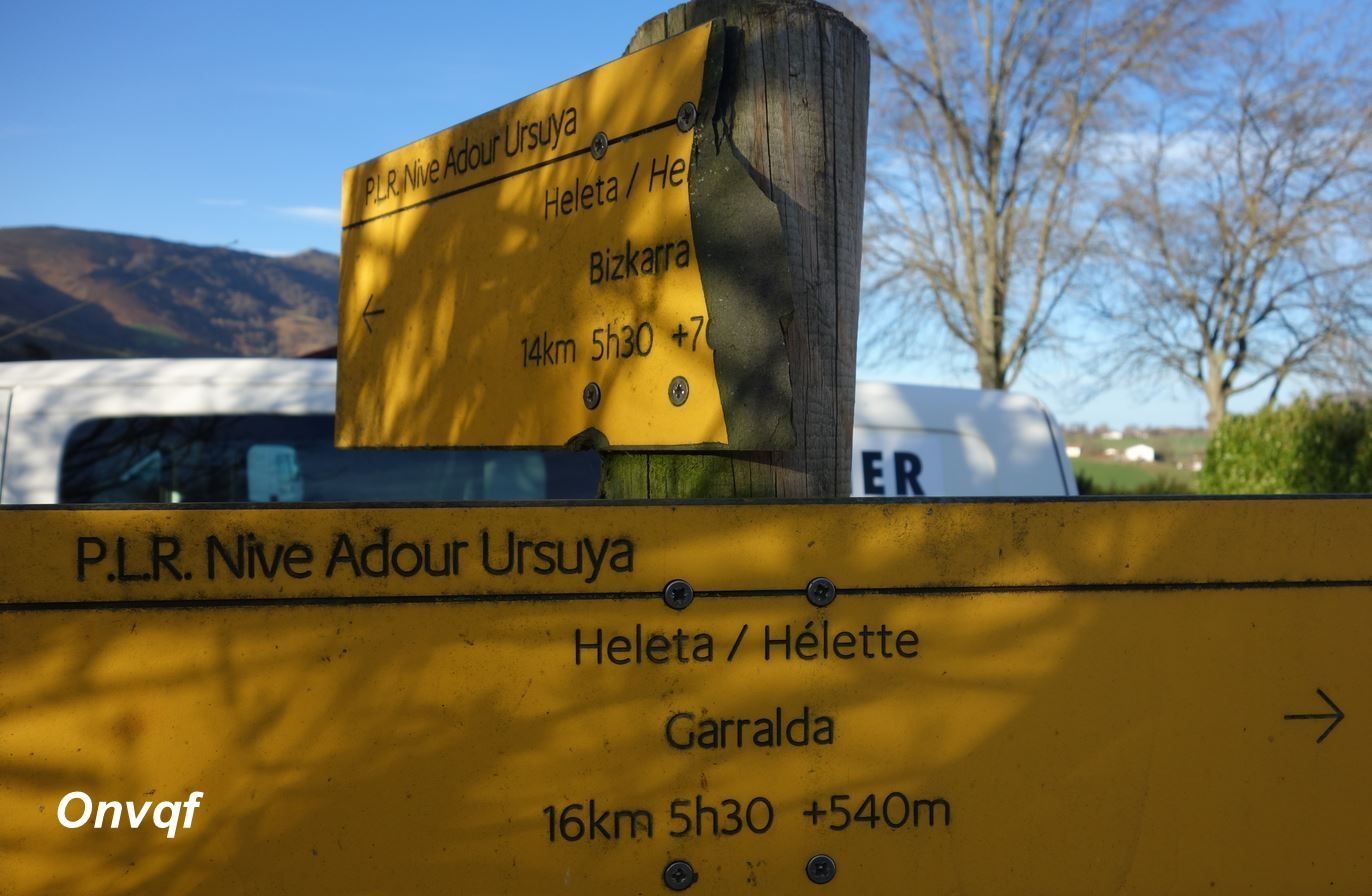 P.L.R. Nive Adour Ursuya
Heleta / He
Bizkarra
14km 5h30 +7
ER
P.L.R. Nive Adour Ursuya
Heleta / Hélette
Garralda
16km 5h30 +540m
Onvqf